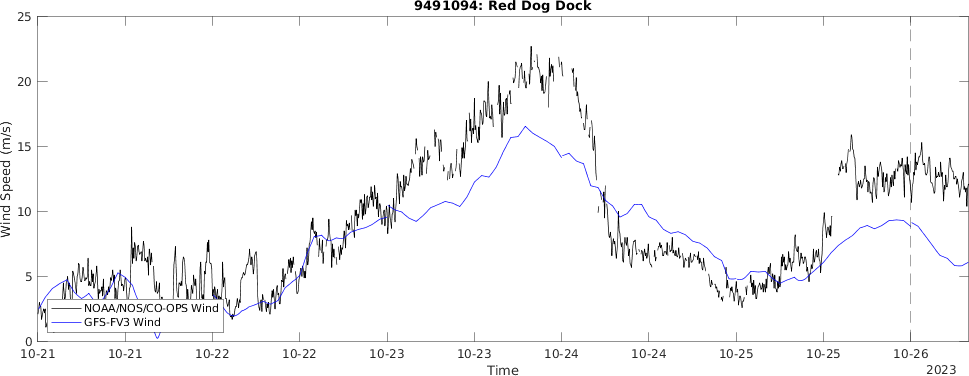 9491094: Red Dog Dock
25
20
15
10
5
0
Wind Speed (m/s)
NOAA/NOS/CO-OPS Wind
GFS-FV3 Wind
10-21 10-21 10-22 10-22 10-23 10-23 10-24 10-24 10-25 10-25 10-26
Time
2023